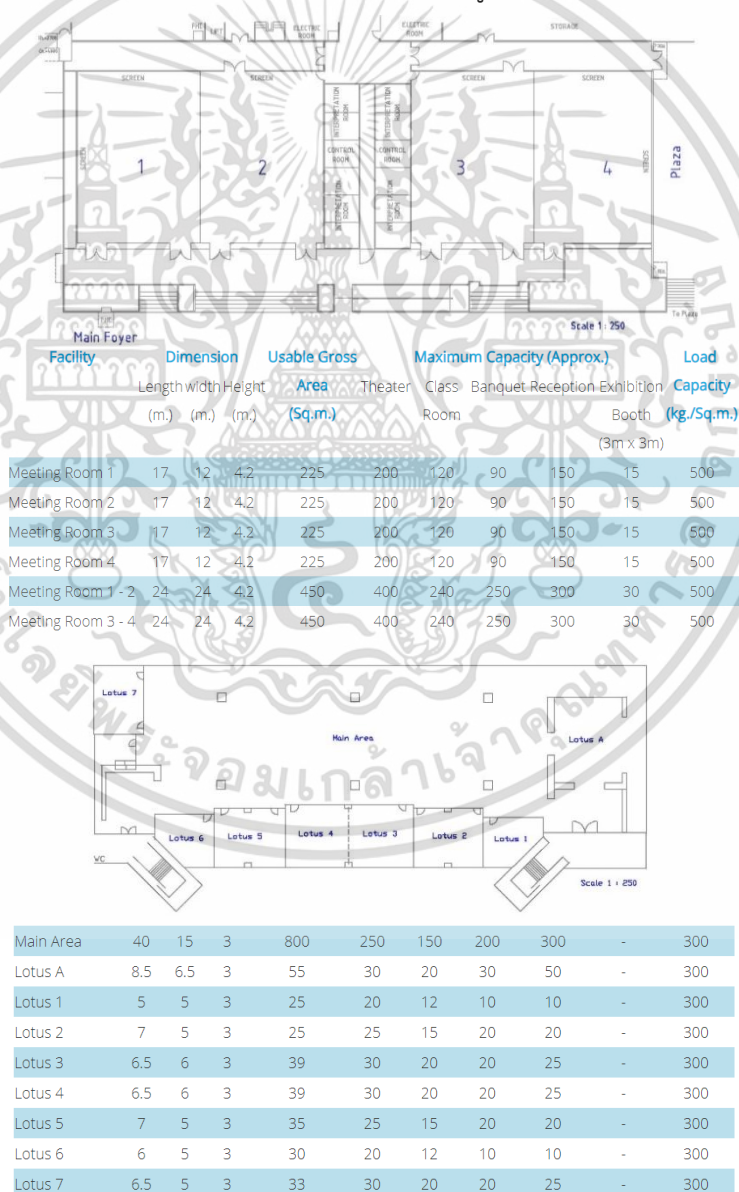 ELECTRIC ROOM
ELECTRIC ROOM
STORAGE
LIFT
SCREEN
SCREEN
SCREEN
SCREEN
INTERPRETATION ROOM
INTERPRETATION ROOM
CONTROL ROOM
CONTROL ROOM
INTERPRETATION ROOM
INTERPRETATION ROOM
SCREEN
1
2
3
4
SCREEN
Plaza
To Plaza
Scale 1 : 250
Main Foyer
Facility Dimension Usable Gross Area (Sq.m.) Maximum Capacity (Approx.) Load Capacity (kg./Sq.m.)
Length (m.) width (m.) Height (m.) Theater Class Room Banquet Reception Exhibition Booth (3m x 3m)
Meeting Room 1 17 12 4.2 225 200 120 90 150 15 500
Meeting Room 2 17 12 4.2 225 200 120 90 150 15 500
Meeting Room 3 17 12 4.2 225 200 120 90 150 15 500
Meeting Room 4 17 12 4.2 225 200 120 90 150 15 500
Meeting Room 1 - 2 24 24 4.2 450 400 240 250 300 30 500
Meeting Room 3 - 4 24 24 4.2 450 400 240 250 300 30 500
Lotus 7
Main Area
Lotus A
Lotus 6
Lotus 5
Lotus 4
Lotus 3
Lotus 2
Lotus 1
WC
Scale 1 : 250
Main Area 40 15 3 800 250 150 200 300 - 300
Lotus A 8.5 6.5 3 55 30 20 30 50 - 300
Lotus 1 5 5 3 25 20 12 10 10 - 300
Lotus 2 7 5 3 25 25 15 20 20 - 300
Lotus 3 6.5 6 3 39 30 20 20 25 - 300
Lotus 4 6.5 6 3 39 30 20 20 25 - 300
Lotus 5 7 5 3 35 25 15 20 20 - 300
Lotus 6 6 5 3 30 20 12 10 10 - 300
Lotus 7 6.5 5 3 33 30 20 20 25 - 300